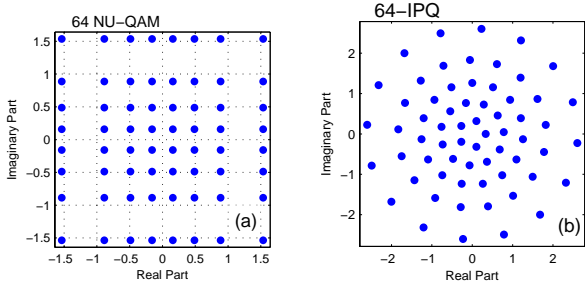 64 NU-QAM
1.5
1
0.5
0
−0.5
−1
−1.5
Imaginary Part
−1.5 −1 −0.5 0 0.5 1 1.5
Real Part
(a)
64−IPQ
2
1
0
−1
−2
Imaginary Part
−2 −1 0 1 2
Real Part
(b)